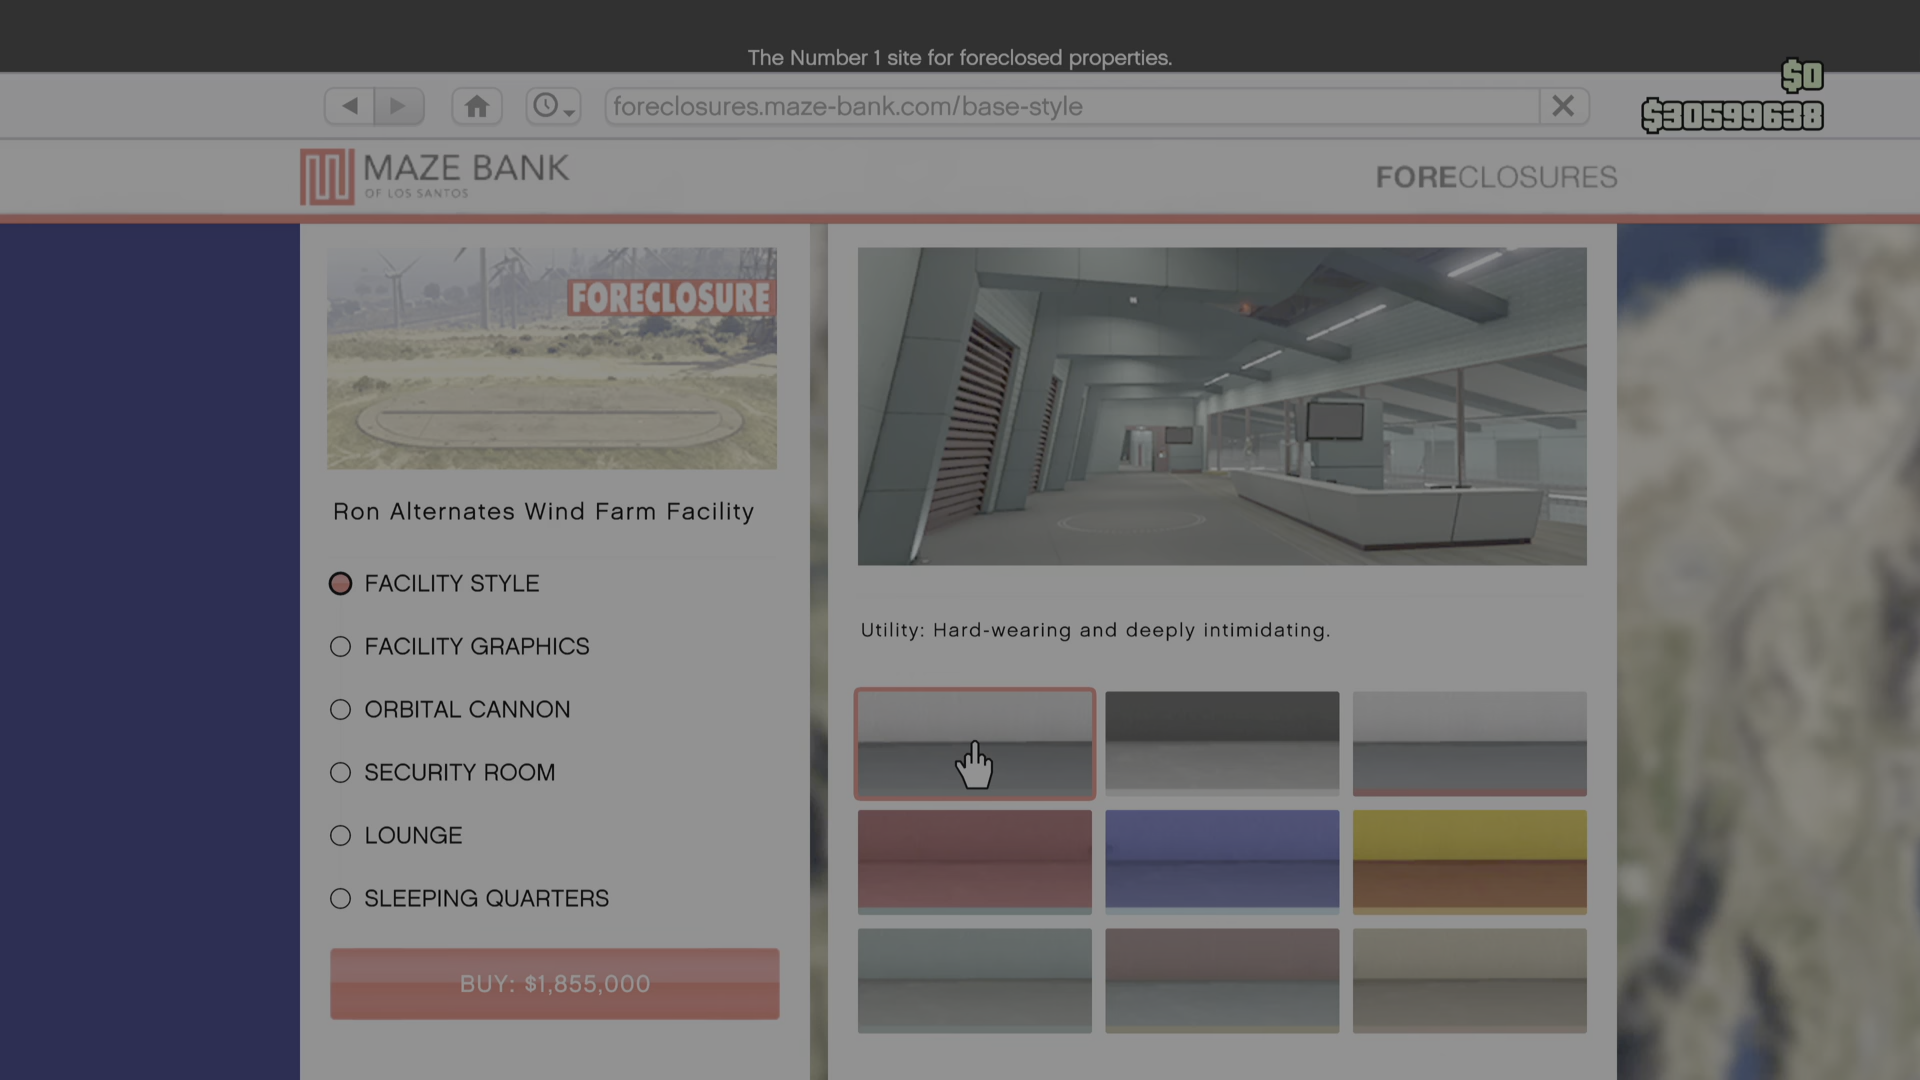 The Number 1 site for foreclosed properties.
$0
foreclosures.maze-bank.com/base-style
$30599638
MAZE BANK
OF LOS SANTOS
FORECLOSURES
FORECLOSURE
Ron Alternates Wind Farm Facility
FACILITY STYLE
FACILITY GRAPHICS
ORBITAL CANNON
SECURITY ROOM
LOUNGE
SLEEPING QUARTERS
BUY: $1,855,000
Utility: Hard-wearing and deeply intimidating.